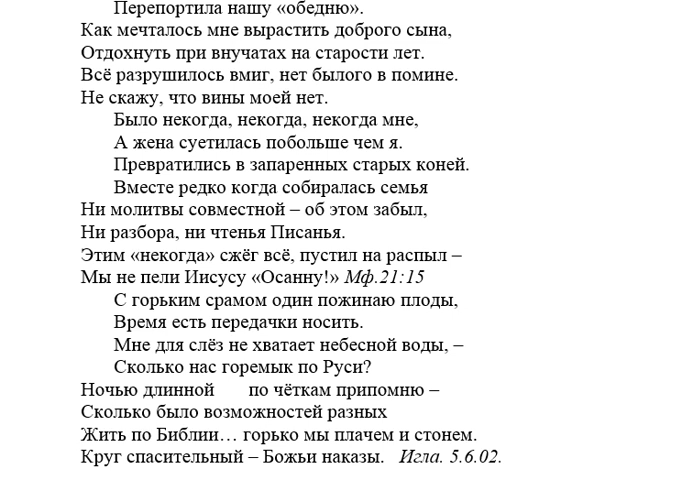 Перепортила нашу «обедню».
Как мечталось мне вырастить доброго сына,
Отдохнуть при внучатах на старости лет.
Всё разрушилось вмиг, нет былого в помине.
Не скажу, что вины моей нет.
Было некогда, некогда, некогда мне,
А жена суетилась побольше чем я.
Превратились в запаренных старых коней.
Вместе редко когда собиралась семья
Ни молитвы совместной – об этом забыл,
Ни разбора, ни чтенья Писанья.
Этим «некогда» сжёг всё, пустил на распыл –
Мы не пели Иисусу «Осанну!» Мф.21:15
С горьким срамом один пожинаю плоды,
Время есть передачки носить.
Мне для слёз не хватает небесной воды, –
Сколько нас горемык по Руси?
Ночью длинной по чёткам припомню –
Сколько было возможностей разных
Жить по Библии… горько мы плачем и стонем.
Круг спасительный – Божьи наказы. Игла. 5.6.02.